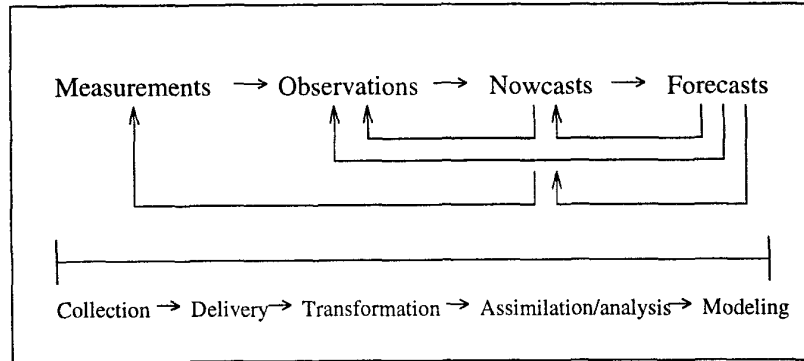 Measurements → Observations → Nowcasts → Forecasts
Collection → Delivery → Transformation → Assimilation/analysis → Modeling